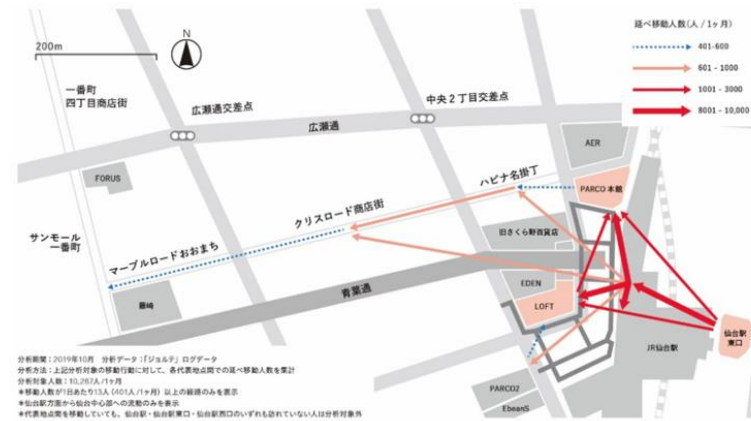 延べ移動人数(人 / 1ヶ月)
401-600
601 - 1000
1001 - 3000
8001 - 10,000
200m
N
一番町
四丁目商店街
広瀬通交差点
中央2丁目交差点
広瀬通
AER
FORUS
ハピナ名掛丁
PARCO 本館
クリスロード商店街
サンモール
一番町
旧さくら野百貨店
マーブルロードおおまち
EDEN
藤崎
青葉通
LOFT
仙台駅
東口
JR仙台駅
PARCO2
EbeanS
分析期間:2019年10月 分析データ:「ジョルテ」ログデータ
分析方法:上記分析対象の移動行動に対して、各代表地点間での延べ移動人数を集計
分析対象人数:10,287人/1ヶ月
*移動人数が1日あたり13人 (401人/1ヶ月) 以上の経路のみを表示
*仙台駅方面から仙台中心部への流動のみを表示
*代表地点間を移動していても、仙台駅・仙台駅東口・仙台駅西口のいずれも訪れていない人は分析対象外